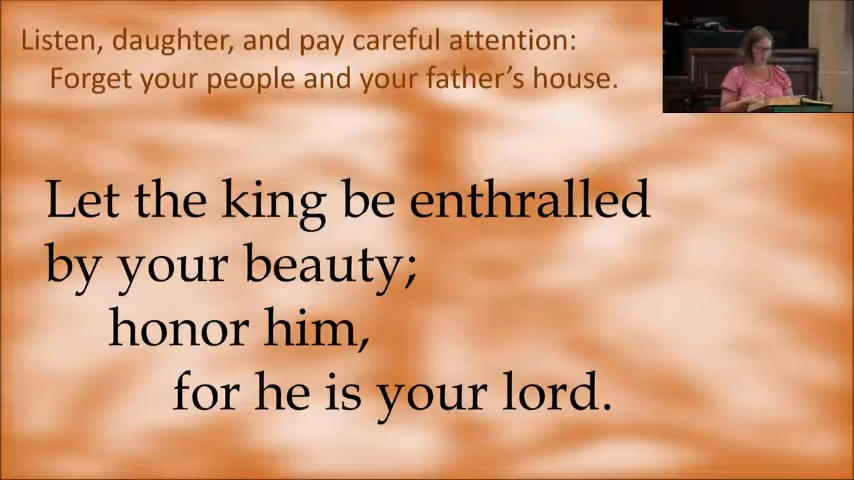 Listen, daughter, and pay careful attention:
Forget your people and your father’s house.
Let the king be enthralled
by your beauty;
honor him,
for he is your lord.